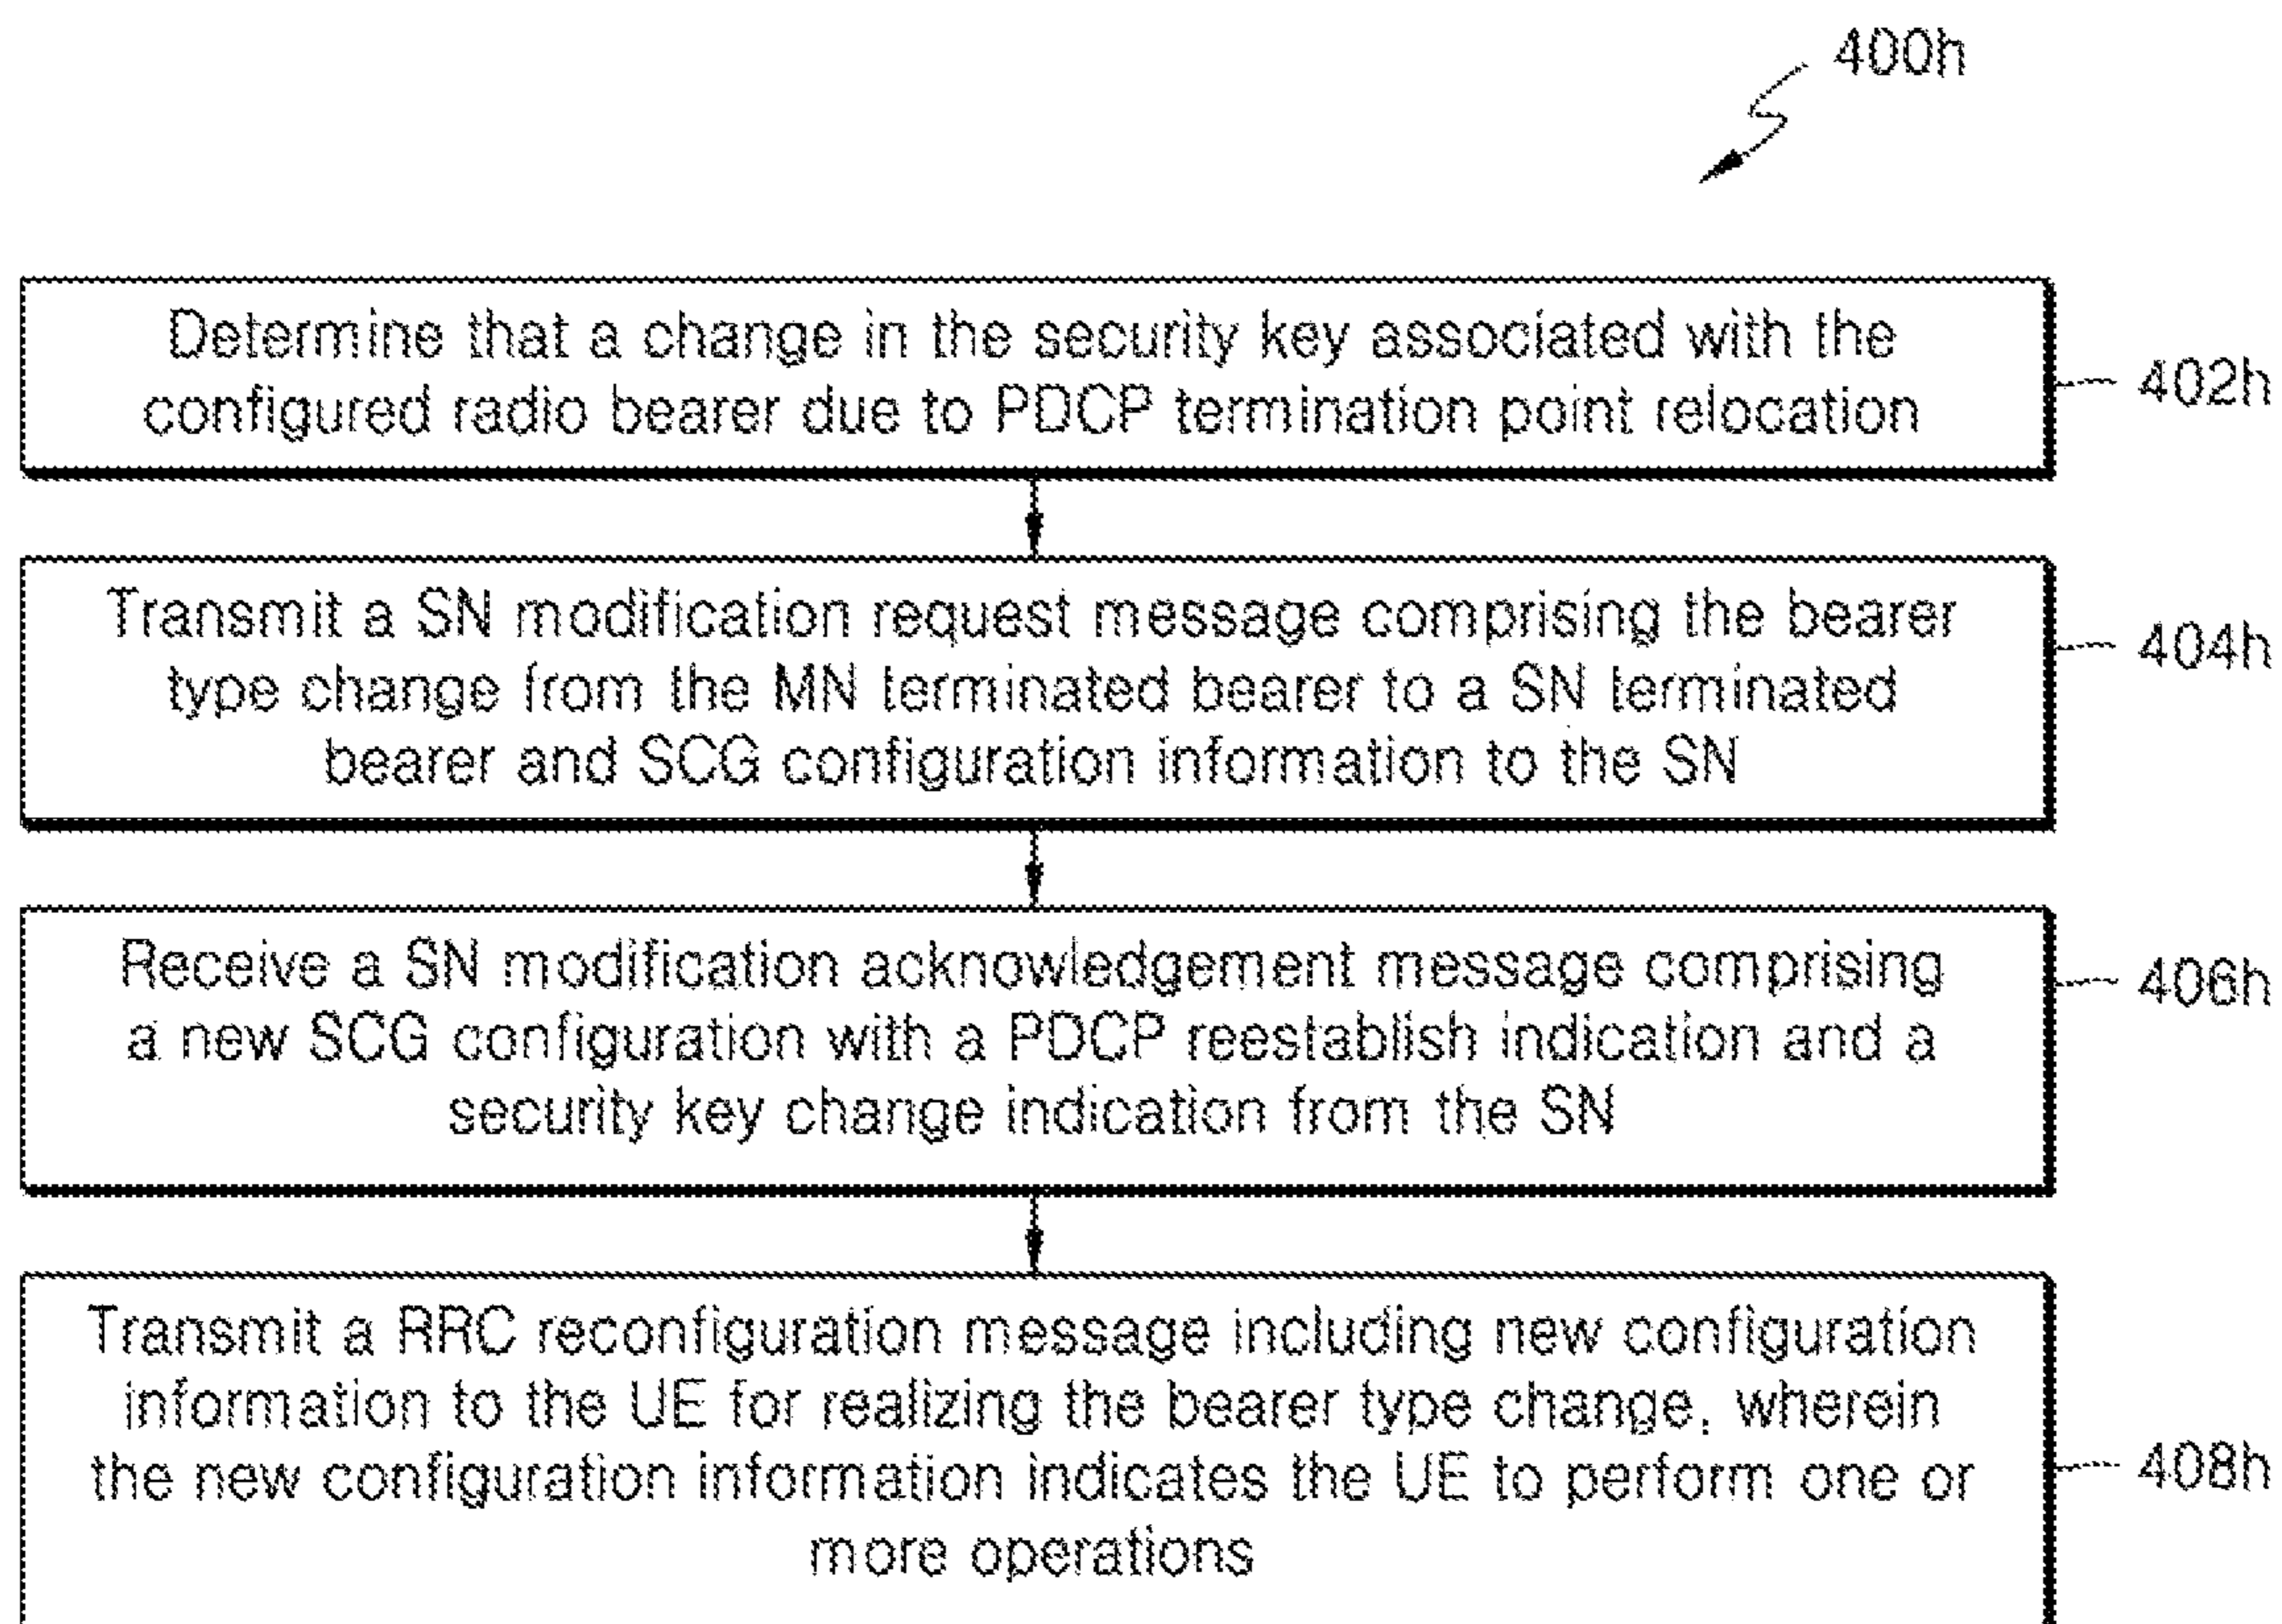 400h
Determine that a change in the security key associated with the
configured radio bearer due to PDCP termination point relocation
402h
Transmit a SN modification request message comprising the bearer
type change from the MN terminated bearer to a SN terminated
bearer and SCG configuration information to the SN
404h
Receive a SN modification acknowledgement message comprising
a new SCG configuration with a PDCP reestablish indication and a
security key change indication from the SN
406h
Transmit a RRC reconfiguration message including new configuration
information to the UE for realizing the bearer type change, wherein
the new configuration information indicates the UE to perform one or
more operations
408h